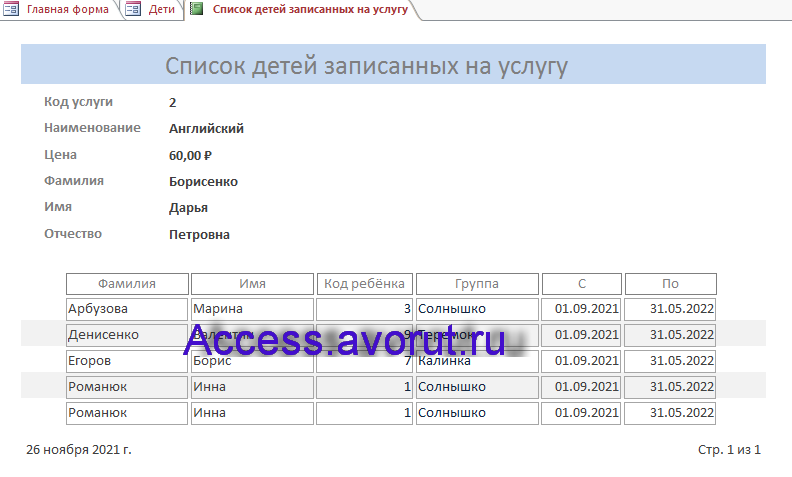 Главная форма Дети Список детей записанных на услугу
Список детей записанных на услугу
Код услуги 2
Наименование Английский
Цена 60,00 ₽
Фамилия Борисенко
Имя Дарья
Отчество Петровна
Фамилия Имя Код ребёнка Группа С По
Арбузова Марина 3 Солнышко 01.09.2021 31.05.2022
Денисенко 9 Теремок 01.09.2021 31.05.2022
Access.avorut.ru
Егоров Борис 7 Калинка 01.09.2021 31.05.2022
Романюк Инна 1 Солнышко 01.09.2021 31.05.2022
Романюк Инна 1 Солнышко 01.09.2021 31.05.2022
26 ноября 2021 г. Стр. 1 из 1